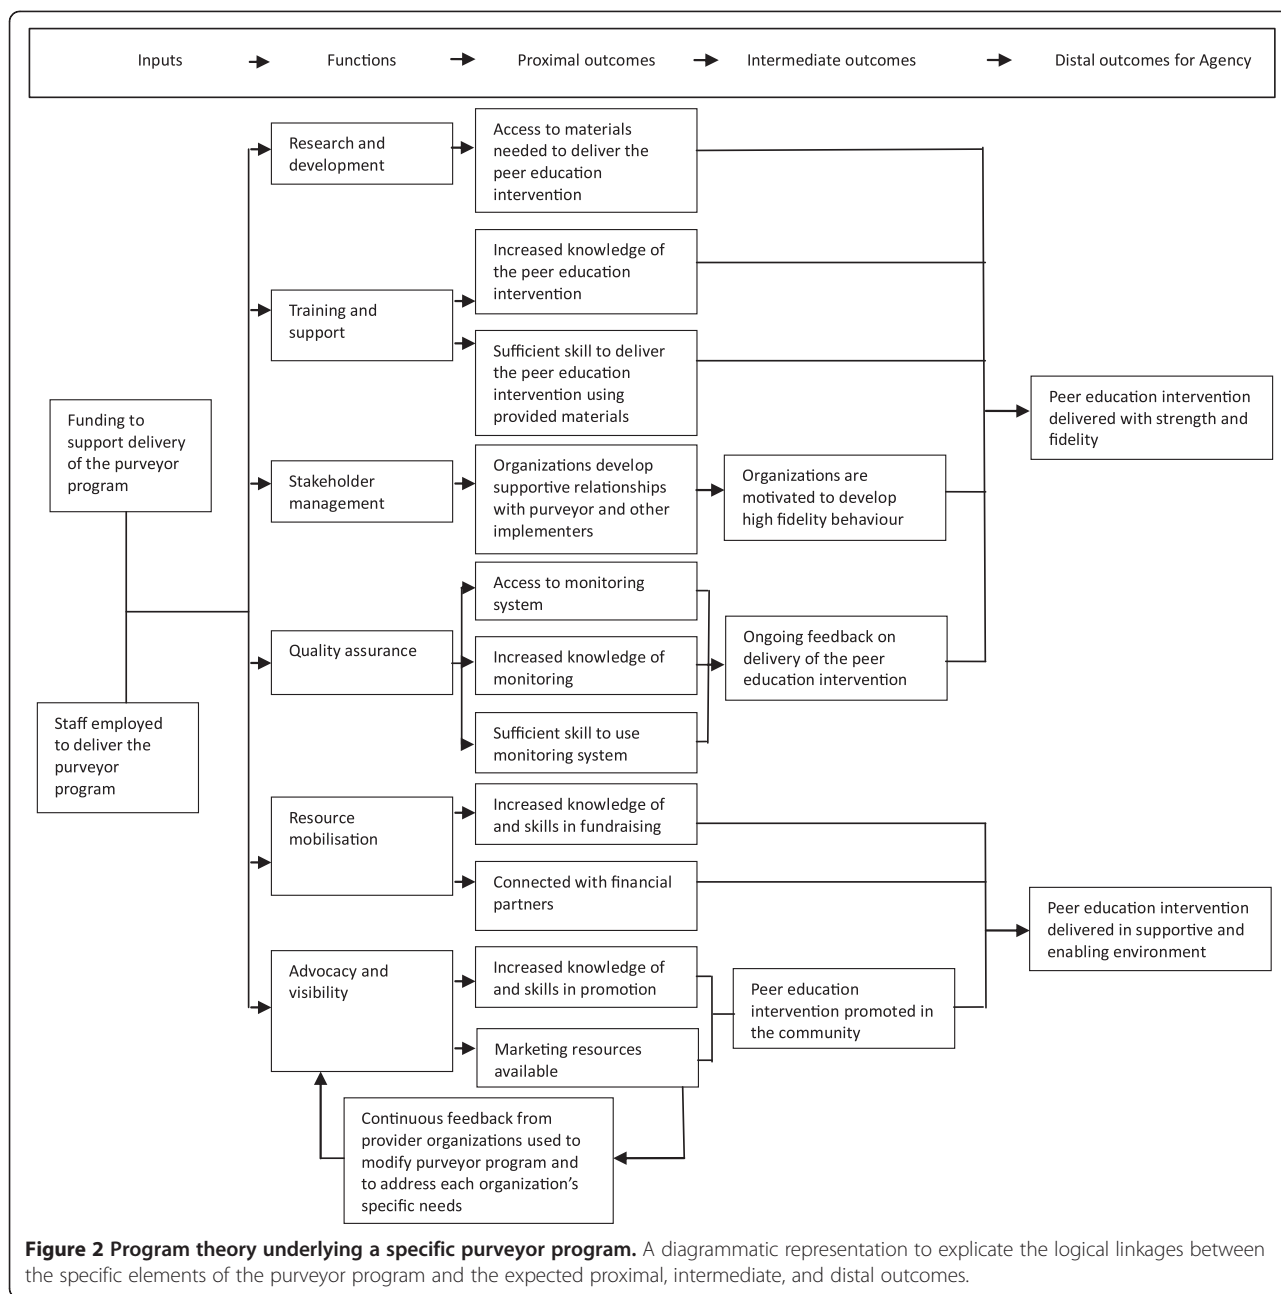 Inputs
Functions
Proximal outcomes
Intermediate outcomes
Distal outcomes for Agency
Research and
development
Access to materials
needed to deliver the
peer education
intervention
Increased knowledge of
the peer education
intervention
Training and
support
Sufficient skill to deliver
the peer education
intervention using
provided materials
Peer education intervention
delivered with strength and
fidelity
Funding to
support delivery
of the purveyor
program
Stakeholder
management
Organizations develop
supportive relationships
with purveyor and other
implementers
Organizations are
motivated to develop
high fidelity behaviour
Access to monitoring
system
Quality assurance
Increased knowledge of
monitoring
Ongoing feedback on
delivery of the peer
education intervention
Sufficient skill to use
monitoring system
Staff employed
to deliver the
purveyor
program
Resource
mobilisation
Increased knowledge of
and skills in fundraising
Connected with financial
partners
Peer education intervention
delivered in supportive and
enabling environment
Advocacy and
visibility
Increased knowledge of
and skills in promotion
Peer education
intervention promoted in
the community
Marketing resources
available
Continuous feedback from
provider organizations used to
modify purveyor program and
to address each organization’s
specific needs
Figure 2 Program theory underlying a specific purveyor program. A diagrammatic representation to explicate the logical linkages between
the specific elements of the purveyor program and the expected proximal, intermediate, and distal outcomes.